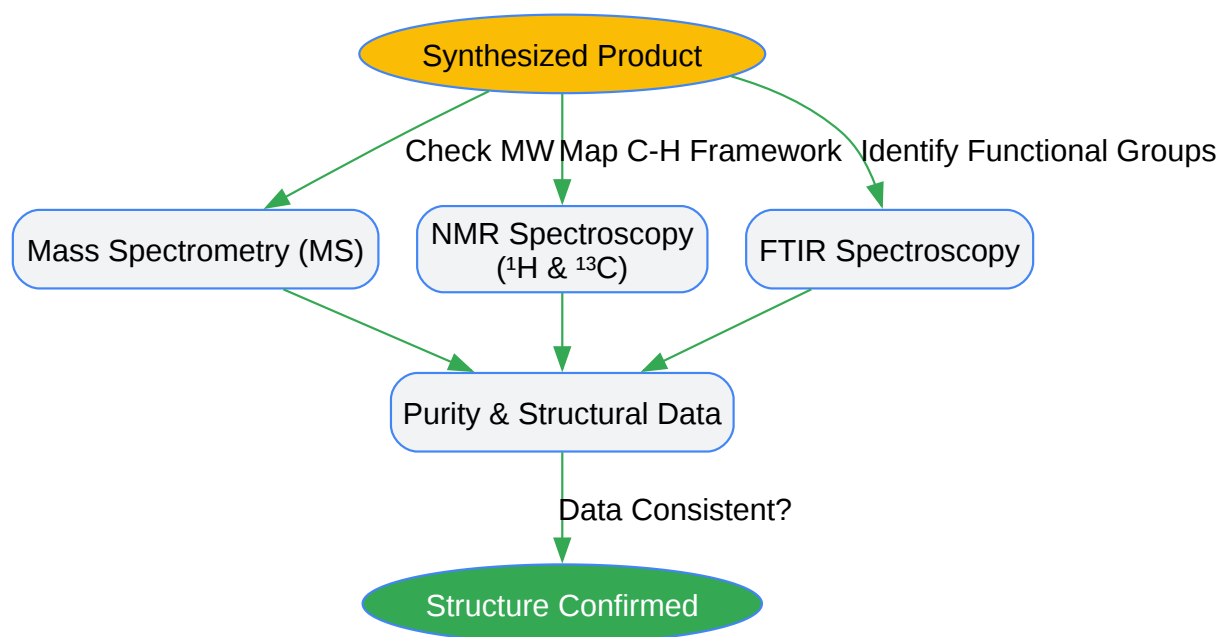 Synthesized Product
Check MW
Map C-H Framework
Identify Functional Groups
Mass Spectrometry (MS)
NMR Spectroscopy
(¹H & ¹³C)
FTIR Spectroscopy
Purity & Structural Data
Data Consistent?
Structure Confirmed